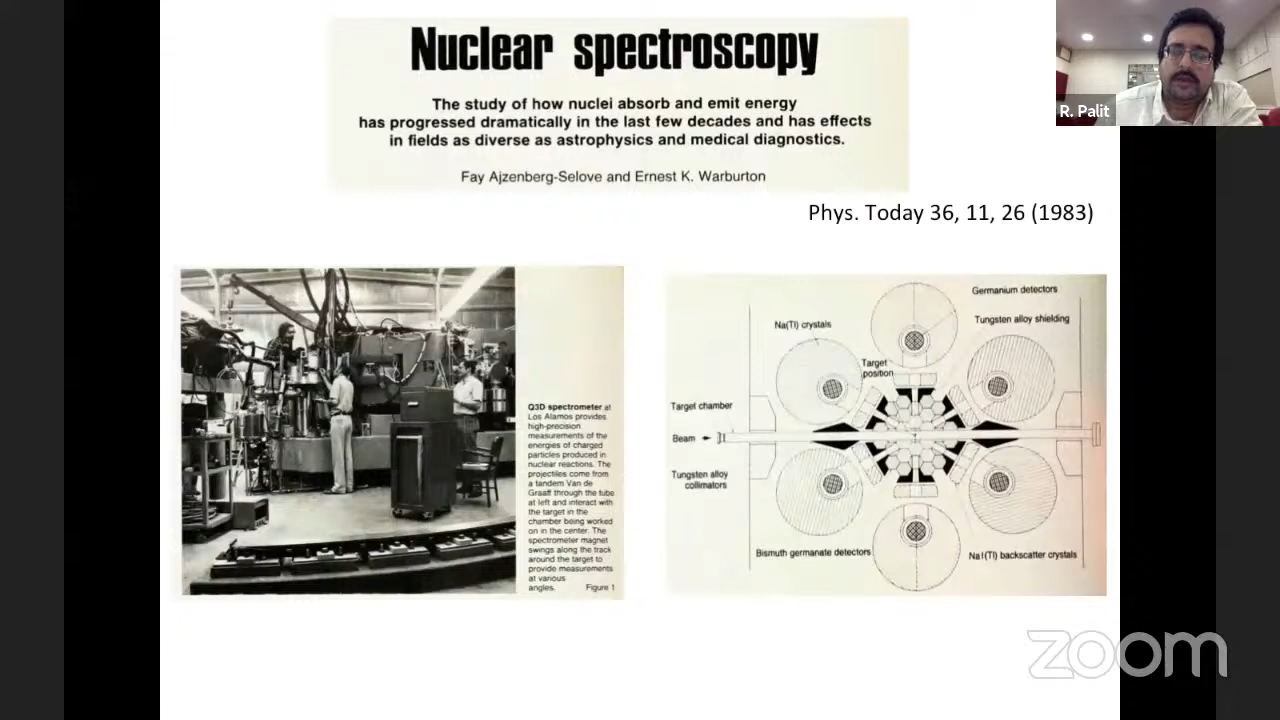 Nuclear spectroscopy
The study of how nuclei absorb and emit energy
has progressed dramatically in the last few decades and has effects
in fields as diverse as astrophysics and medical diagnostics.
Fay Ajzenberg-Selove and Ernest K. Warburton
R. Palit
Phys. Today 36, 11, 26 (1983)
Q3D spectrometer at
Los Alamos provides
high-precision
measurements of the
energies of charged
particles produced in
nuclear reactions. The
projectiles come from
a tandem Van de
Graaff through the tube
at left and interact with
the target in the
chamber being worked
on in the center. The
spectrometer magnet
swings along the track
around the target to
provide measurements
at various
angles. Figure 1
Germanium detectors
Na(Tl) crystals
Tungsten alloy shielding
Target
position
Target chamber
Beam
Tungsten alloy
collimators
Bismuth germanate detectors
NaI(Tl) backscatter crystals
zoom